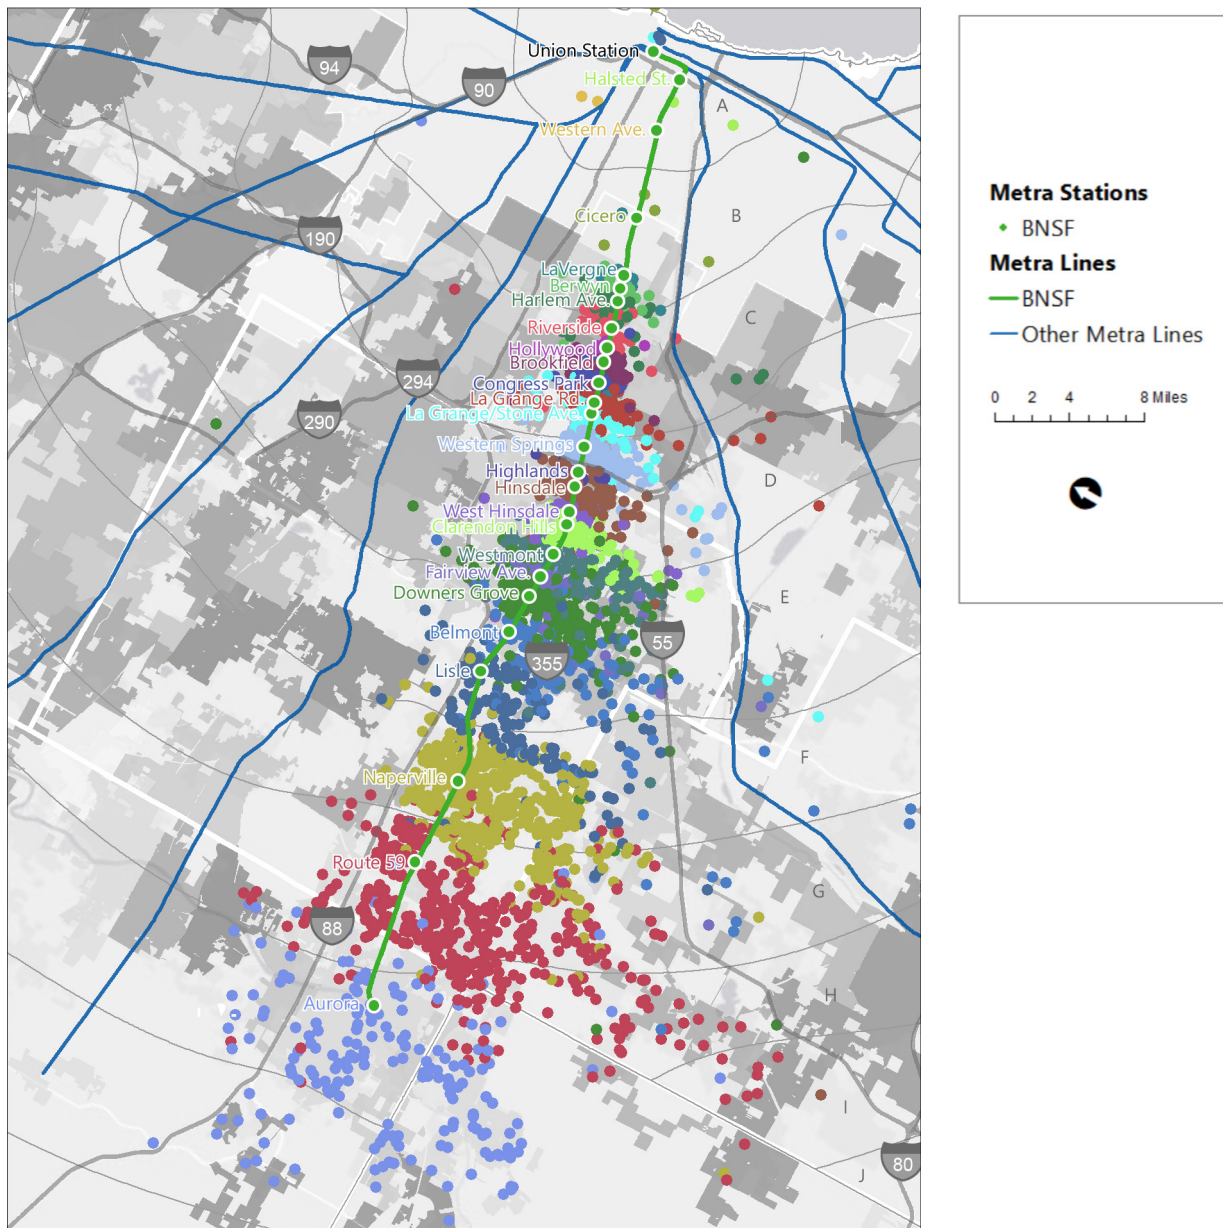 Union Station
94
90
Halsted St.
A
Western Ave.
Cicero
B
190
LaVergne
Berwyn
Harlem Ave.
C
Riverside
Hollywood
Brookfield
294
Congress Park
La Grange Rd.
La Grange/Stone Ave.
290
Western Springs
Highlands
D
Hinsdale
West Hinsdale
Clarendon Hills
Westmont
Fairview Ave.
Downers Grove
E
Belmont
55
355
Lisle
F
Naperville
Route 59
G
88
H
Aurora
I
80
J
Metra Stations
BNSF
Metra Lines
BNSF
Other Metra Lines
0 2 4 8 Miles